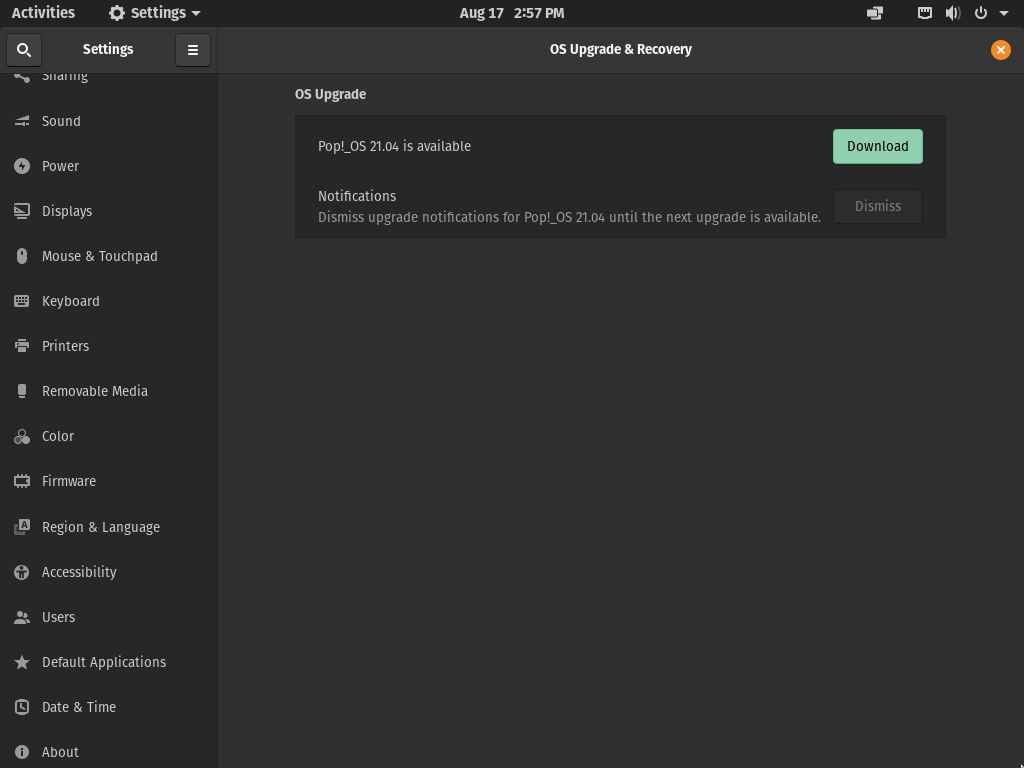 Activities
Settings
Aug 17 2:57 PM
Settings
OS Upgrade & Recovery
Sharing
Sound
Power
Displays
Mouse & Touchpad
Keyboard
Printers
Removable Media
Color
Firmware
Region & Language
Accessibility
Users
Default Applications
Date & Time
About
OS Upgrade
Pop!_OS 21.04 is available
Download
Notifications
Dismiss upgrade notifications for Pop!_OS 21.04 until the next upgrade is available.
Dismiss